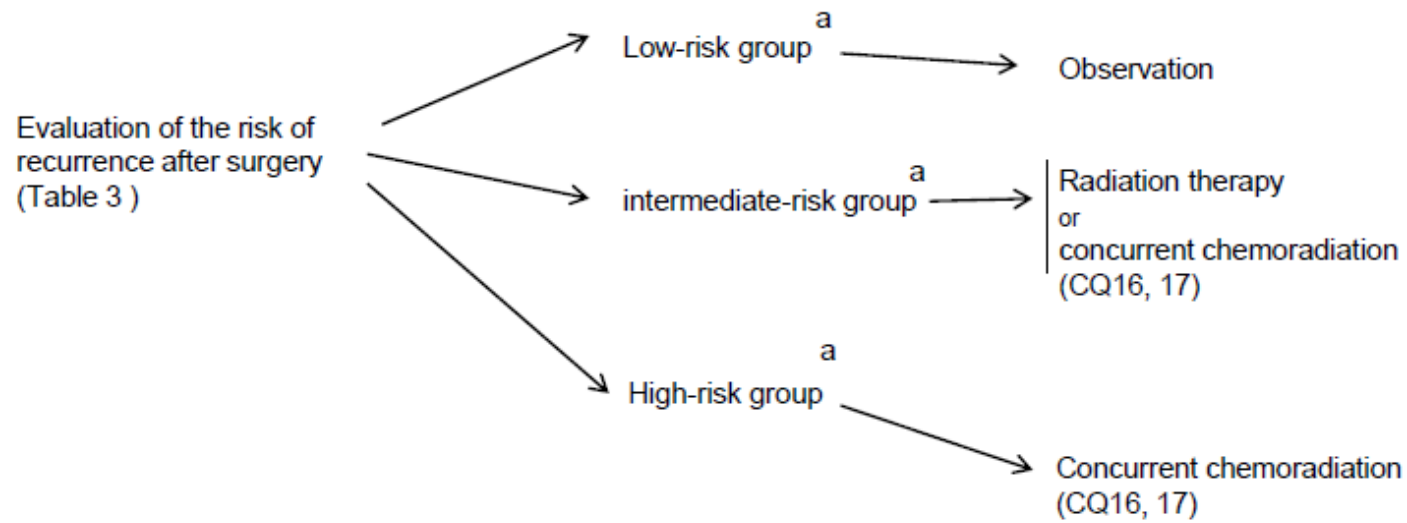 Evaluation of the risk of
recurrence after surgery
(Table 3 )
Low-risk group a
Observation
intermediate-risk group a
Radiation therapy
or
concurrent chemoradiation
(CQ16, 17)
High-risk group a
Concurrent chemoradiation
(CQ16, 17)